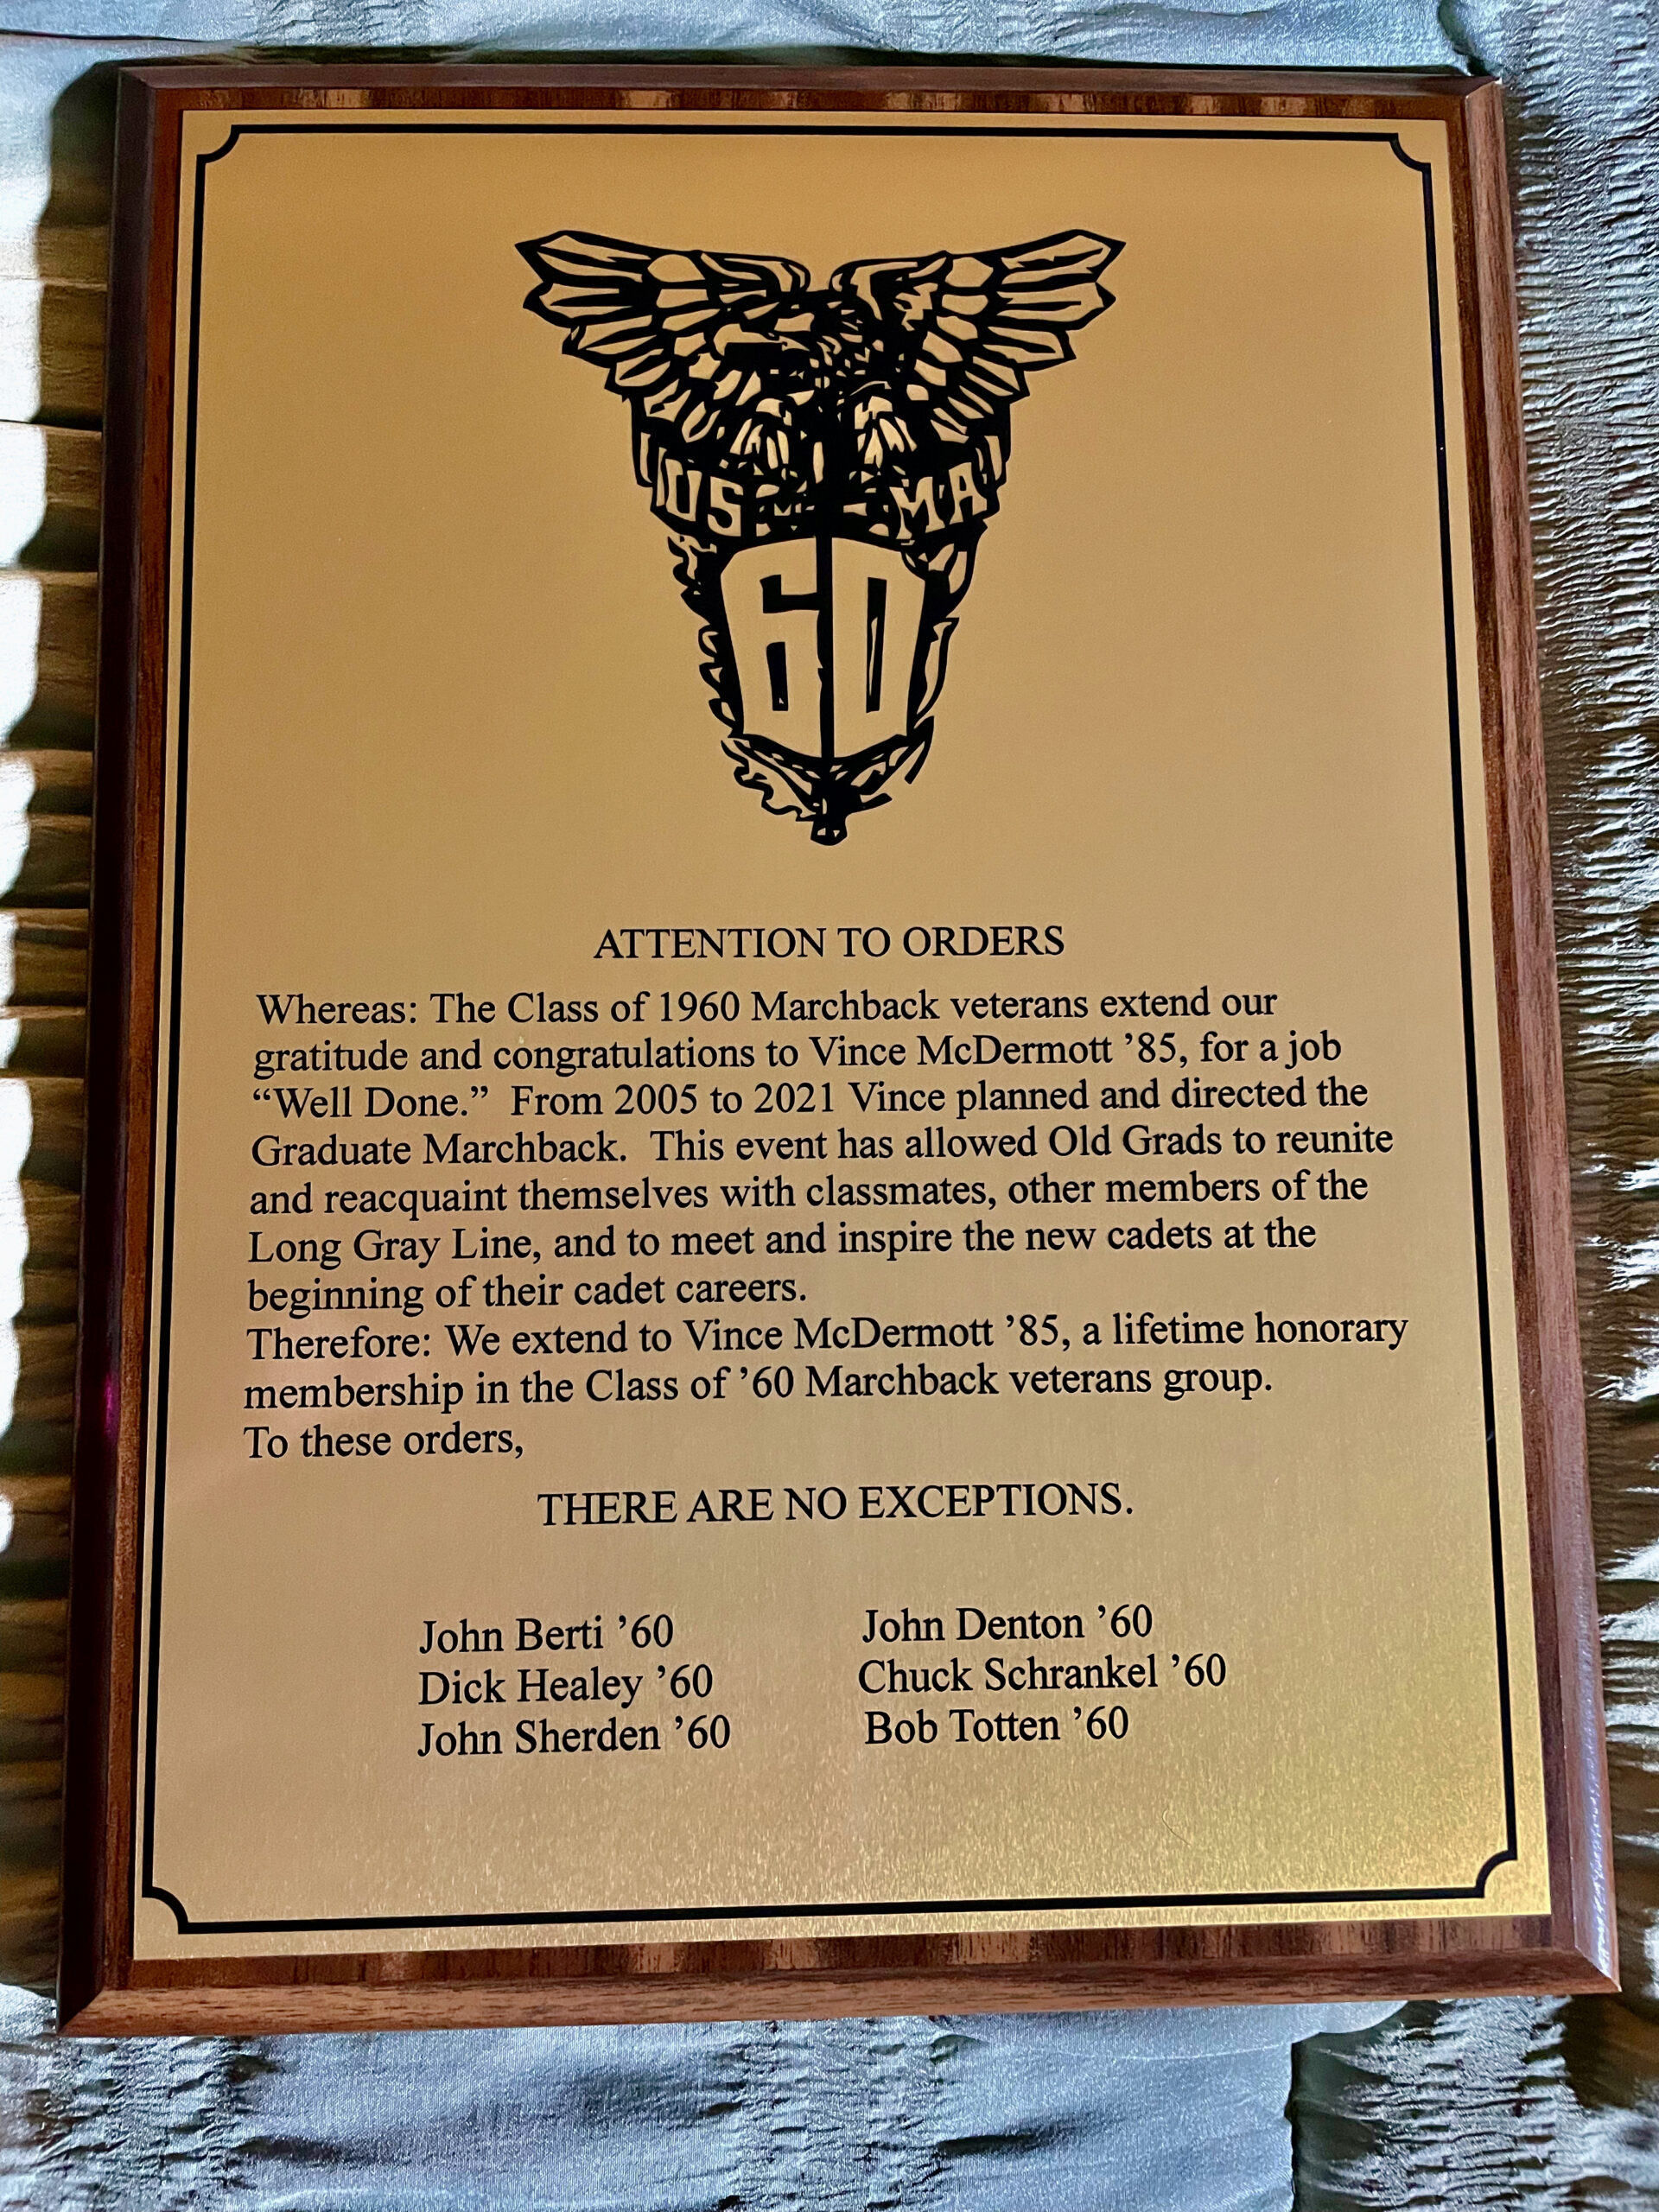 USMA
60
ATTENTION TO ORDERS
Whereas: The Class of 1960 Marchback veterans extend our
gratitude and congratulations to Vince McDermott ’85, for a job
“Well Done.”  From 2005 to 2021 Vince planned and directed the
Graduate Marchback.  This event has allowed Old Grads to reunite
and reacquaint themselves with classmates, other members of the
Long Gray Line, and to meet and inspire the new cadets at the
beginning of their cadet careers.
Therefore: We extend to Vince McDermott ’85, a lifetime honorary
membership in the Class of ’60 Marchback veterans group.
To these orders,
THERE ARE NO EXCEPTIONS.
John Berti ’60
Dick Healey ’60
John Sherden ’60
John Denton ’60
Chuck Schrankel ’60
Bob Totten ’60